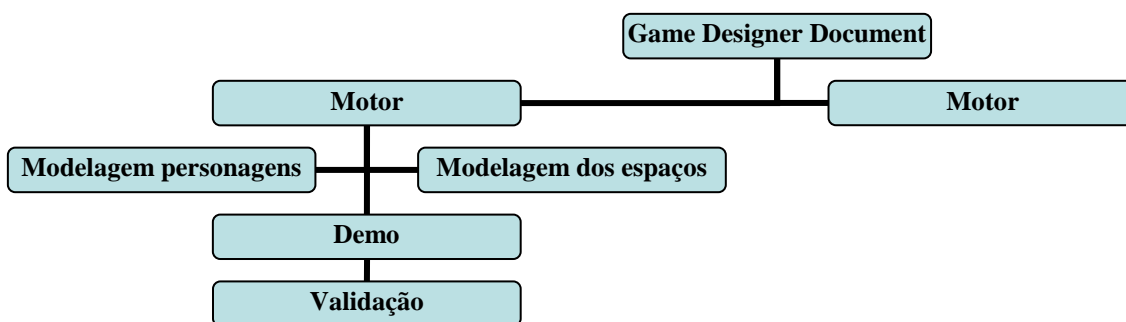 Game Designer Document
Motor
Motor
Modelagem personagens
Modelagem dos espaços
Demo
Validação